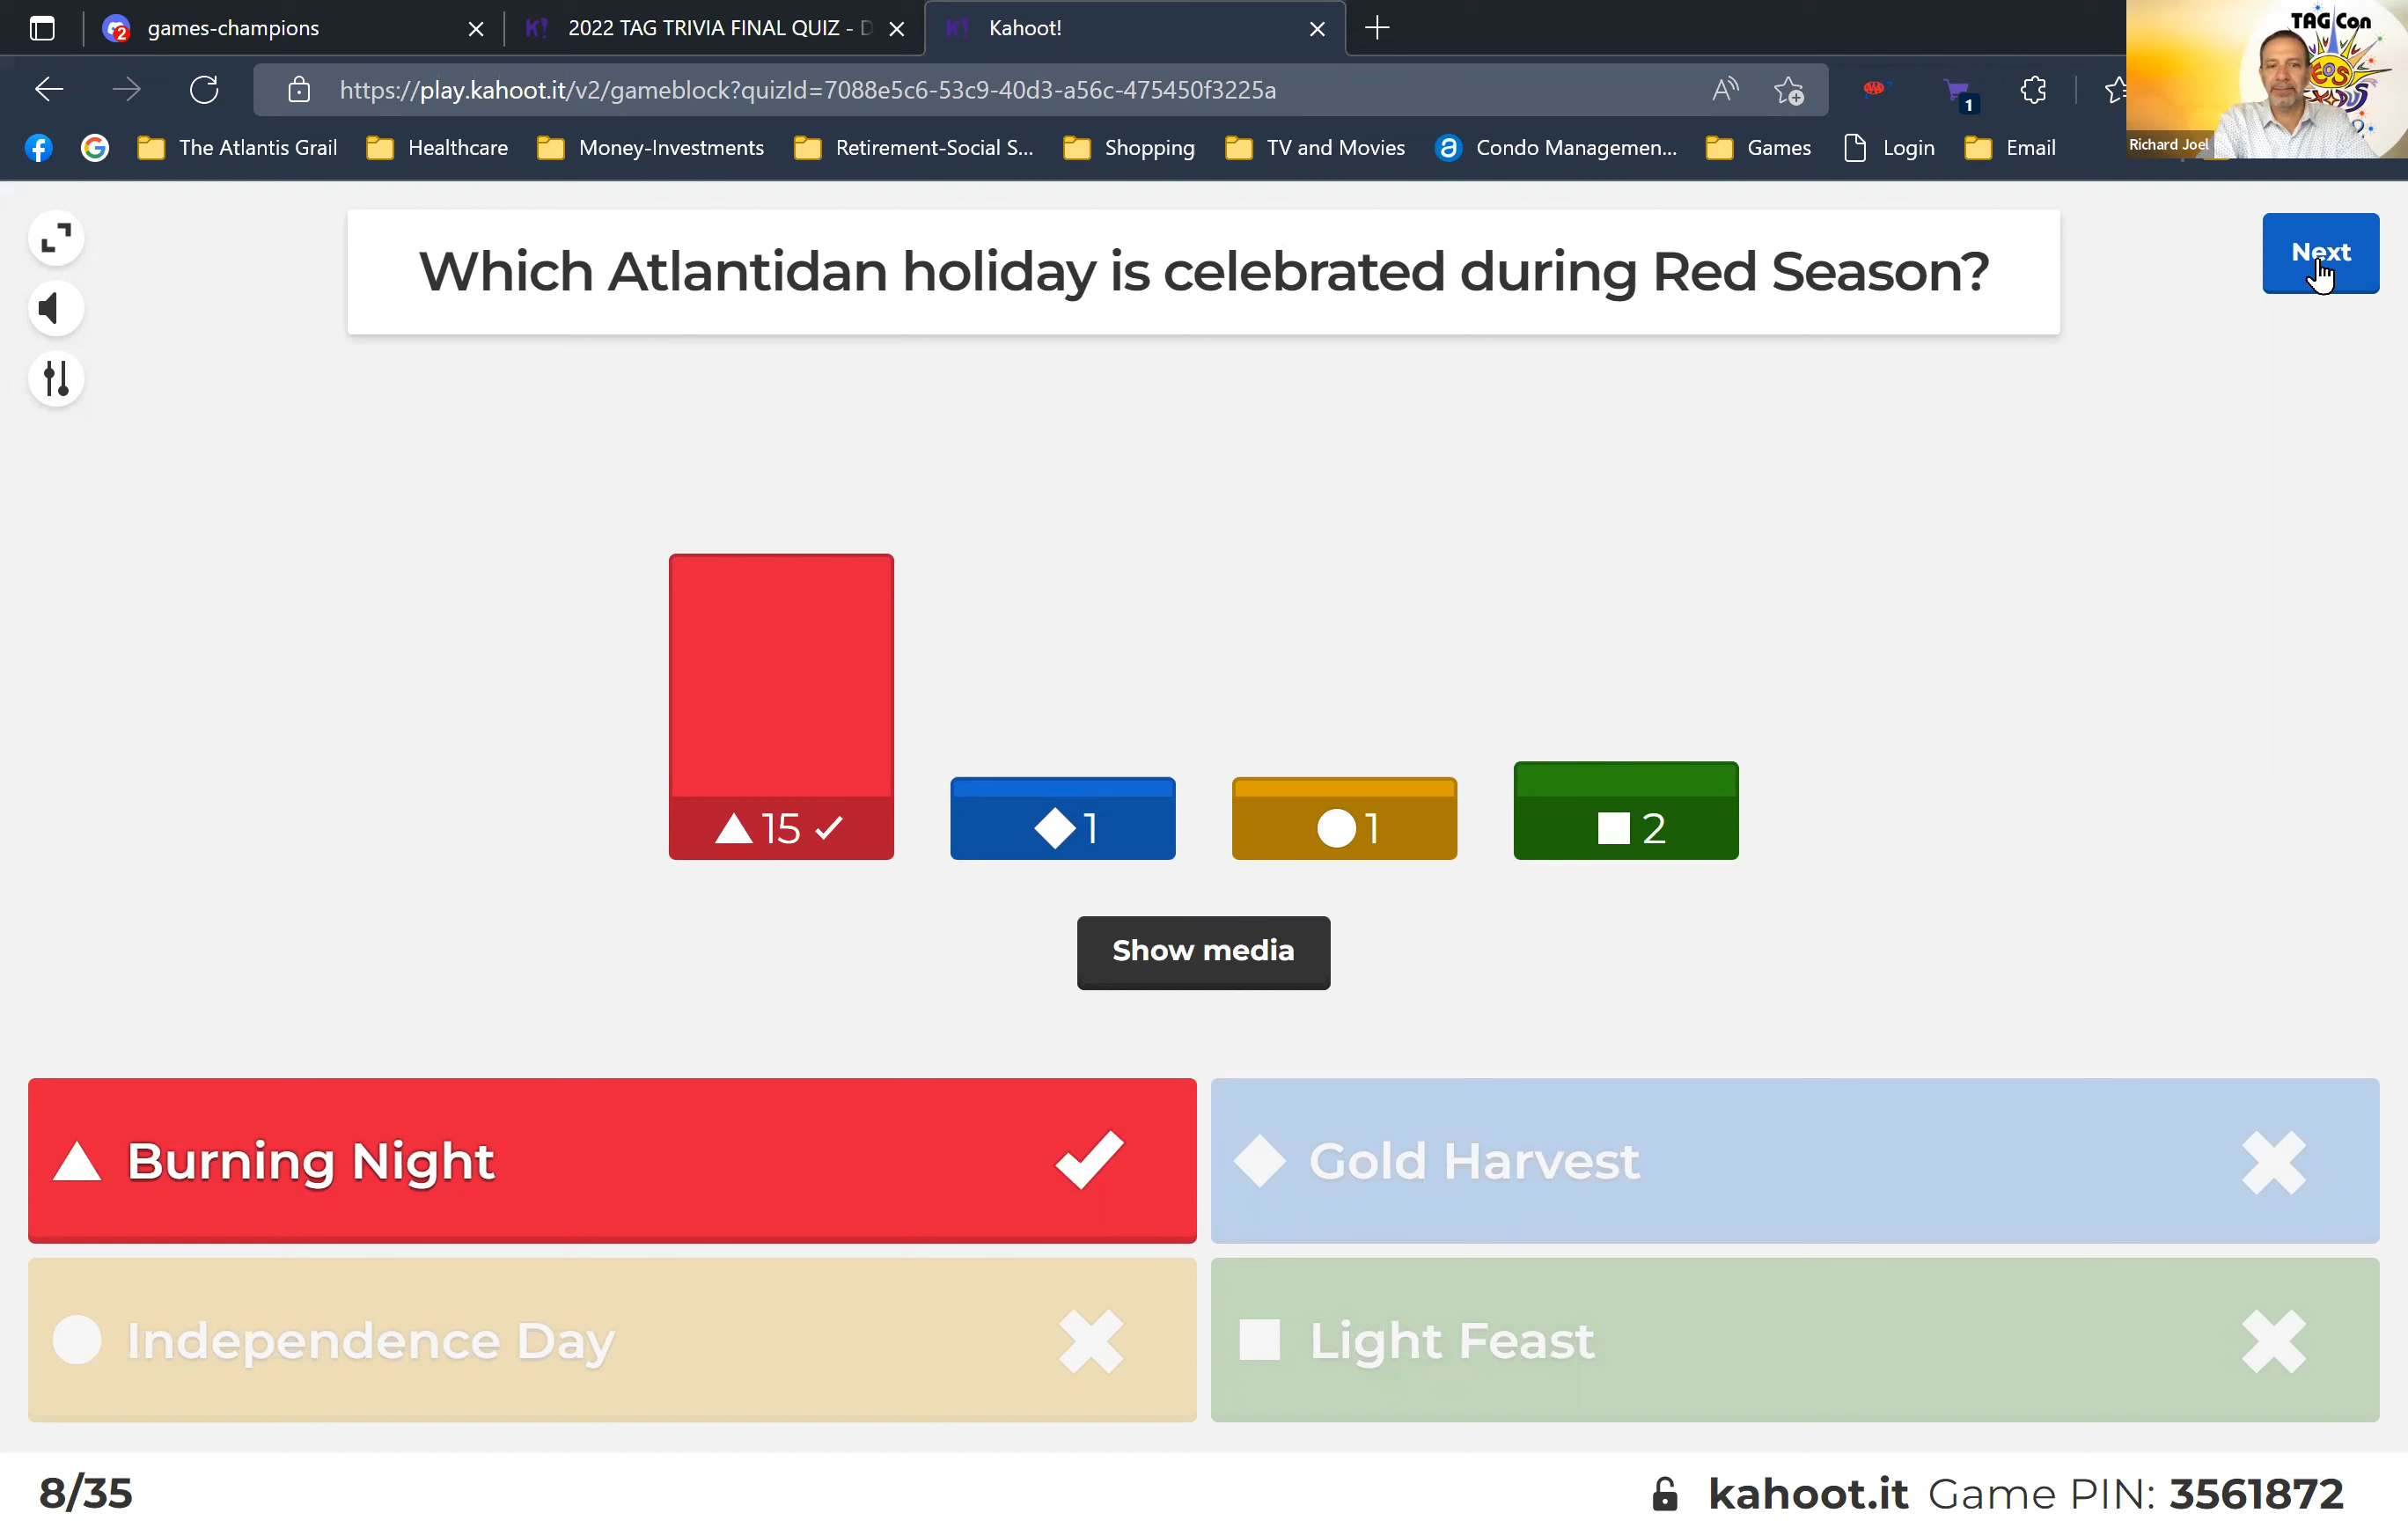 games-champions
2022 TAG TRIVIA FINAL QUIZ - D
Kahoot!
TAG Con
EOS
EXODUS
Richard Joel
https://play.kahoot.it/v2/gameblock?quizId=7088e5c6-53c9-40d3-a56c-475450f3225a
1
The Atlantis Grail
Healthcare
Money-Investments
Retirement-Social S...
Shopping
TV and Movies
Condo Managemen...
Games
Login
Email
Which Atlantidan holiday is celebrated during Red Season?
Next
15
1
1
2
Show media
Burning Night
Gold Harvest
Independence Day
Light Feast
8/35
kahoot.it Game PIN: 3561872